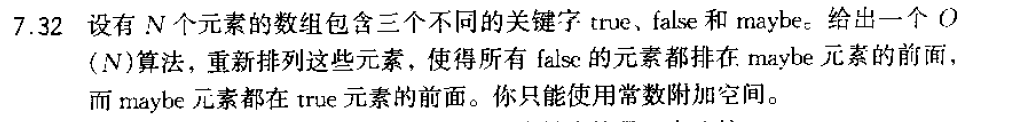 7.32 设有 N 个元素的数组包含三个不同的关键字 true、false 和 maybe。给出一个 O
(N)算法，重新排列这些元素，使得所有 false 的元素都排在 maybe 元素的前面，
而 maybe 元素都在 true 元素的前面。你只能使用常数附加空间。